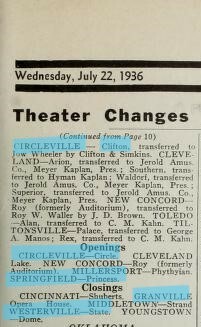 Wednesday, July 22, 1936
Theater Changes
(Continued from Page 10)
CIRCLEVILLE — Clifton, transferred to
Jow Wheeler by Clifton & Simkins. CLEVE-
LAND—Arion, transferred to Jerold Amus.
Co., Meyer Kaplan, Pres.; Southern, trans-
ferred to Hyman Kaplan; Waldorf, transferred
to Jerold Amus. Co., Meyer Kaplan, Pres.;
Superior, transferred to Jerold Amus. Co.,
Meyer Kaplan, Pres. NEW CONCORD—
Roy (formerly Auditorium), transferred to
Roy W. Waller by J. D. Brown. TOLEDO
—Alan, transferred to C. M. Kahn. TIL-
TONSVILLE—Palace, transferred to George
A. Manos; Rex, transferred to C. M. Kahn.
Openings
CIRCLEVILLE—Circle. CLEVELAND
Lake. NEW CONCORD—Roy (formerly
Auditorium). MILLERSPORT—Phythyian.
SPRINGFIELD—Princess.
Closings
CINCINNATI—Shuberts. GRANVILLE
Opera House. MIDDLETOWN—Strand
WESTERVILLE—State. YOUNGSTOWN
—Dome.
OKLAHOMA